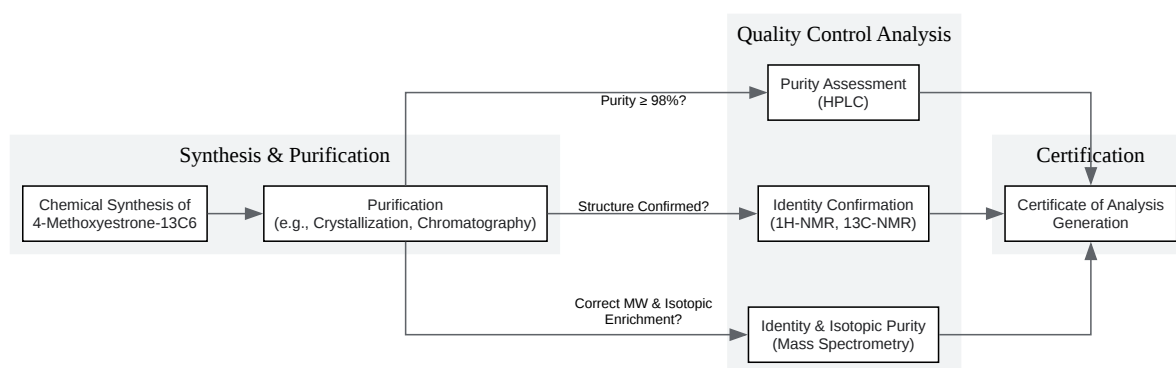 Quality Control Analysis
Purity Assessment
(HPLC)
Purity ≥ 98%?
Synthesis & Purification
Certification
Chemical Synthesis of
4-Methoxyestrone-13C6
Purification
(e.g., Crystallization, Chromatography)
Structure Confirmed?
Identity Confirmation
(1H-NMR, 13C-NMR)
Certificate of Analysis
Generation
Correct MW & Isotopic
Enrichment?
Identity & Isotopic Purity
(Mass Spectrometry)